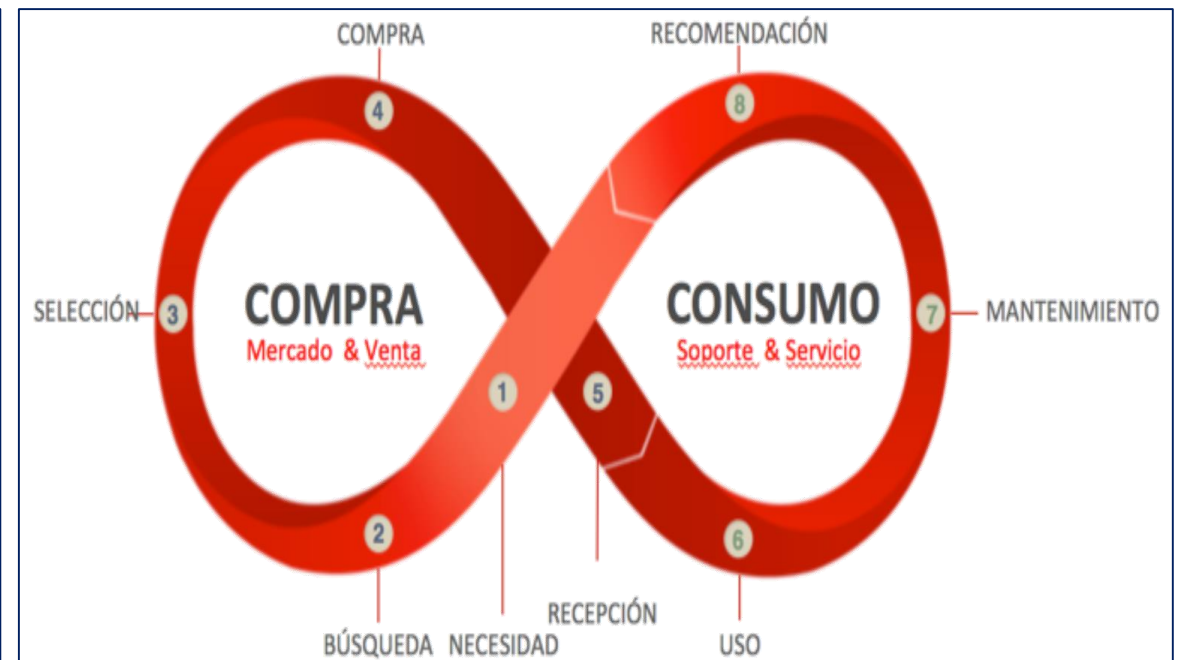 COMPRA
RECOMENDACIÓN
4
8
SELECCIÓN
3
COMPRA
Mercado & Venta
CONSUMO
Soporte & Servicio
7
MANTENIMIENTO
1
5
2
6
RECEPCIÓN
BÚSQUEDA
NECESIDAD
USO